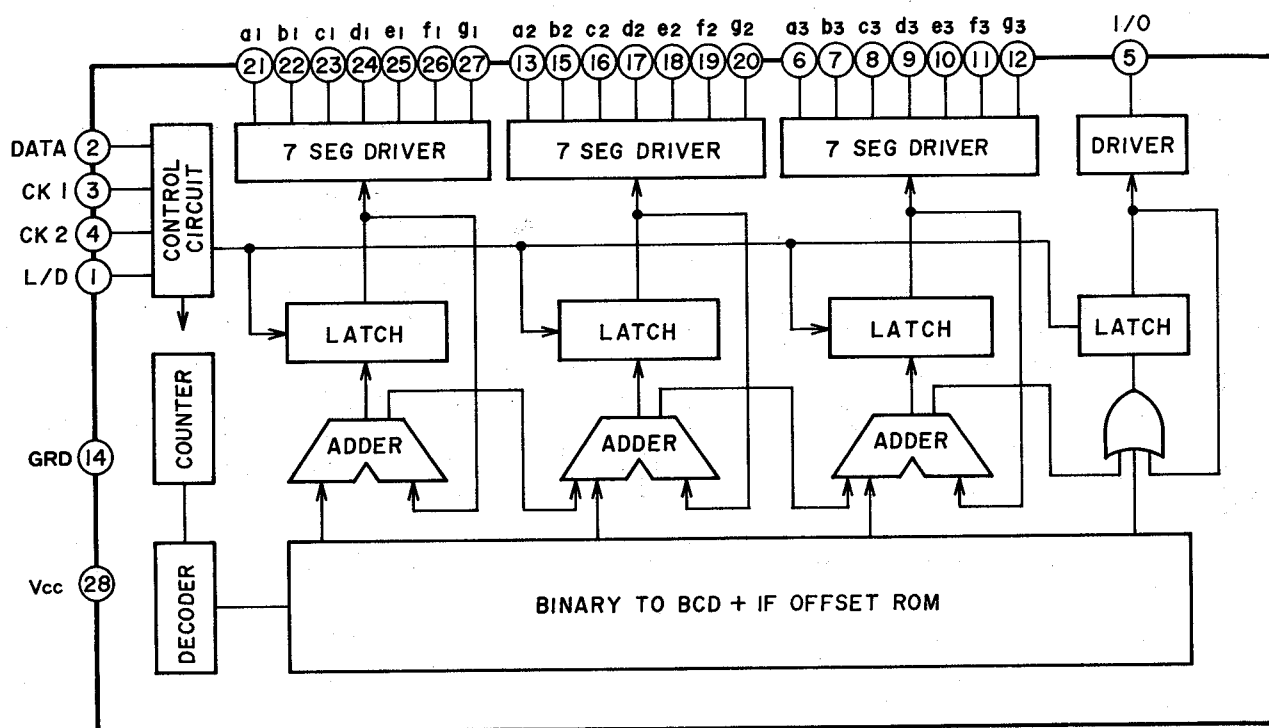 a1 b1 c1 d1 e1 f1 g1 a2 b2 c2 d2 e2 f2 g2 a3 b3 c3 d3 e3 f3 g3 I/O
21 22 23 24 25 26 27 13 15 16 17 18 19 20 6 7 8 9 10 11 12 5
DATA 2
CK 1 3
CK 2 4
L/D 1
CONTROL
CIRCUIT
7 SEG DRIVER 7 SEG DRIVER 7 SEG DRIVER DRIVER
LATCH LATCH LATCH LATCH
COUNTER
ADDER ADDER ADDER
GRD 14
Vcc 28
DECODER
BINARY TO BCD + IF OFFSET ROM